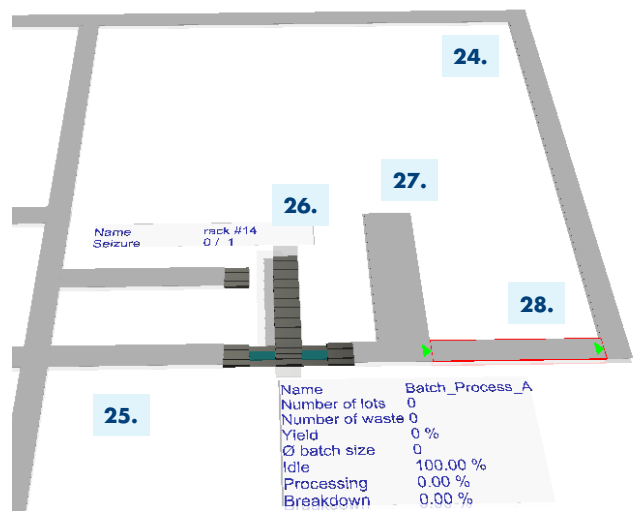 24.
27.
26.
Name rack #14
Seizure 0 / 1
28.
25.
Name Batch_Process_A
Number of lots 0
Number of waste 0
Yield 0 %
Ø batch size 0
Idle 100.00 %
Processing 0.00 %
Breakdown 0.00 %